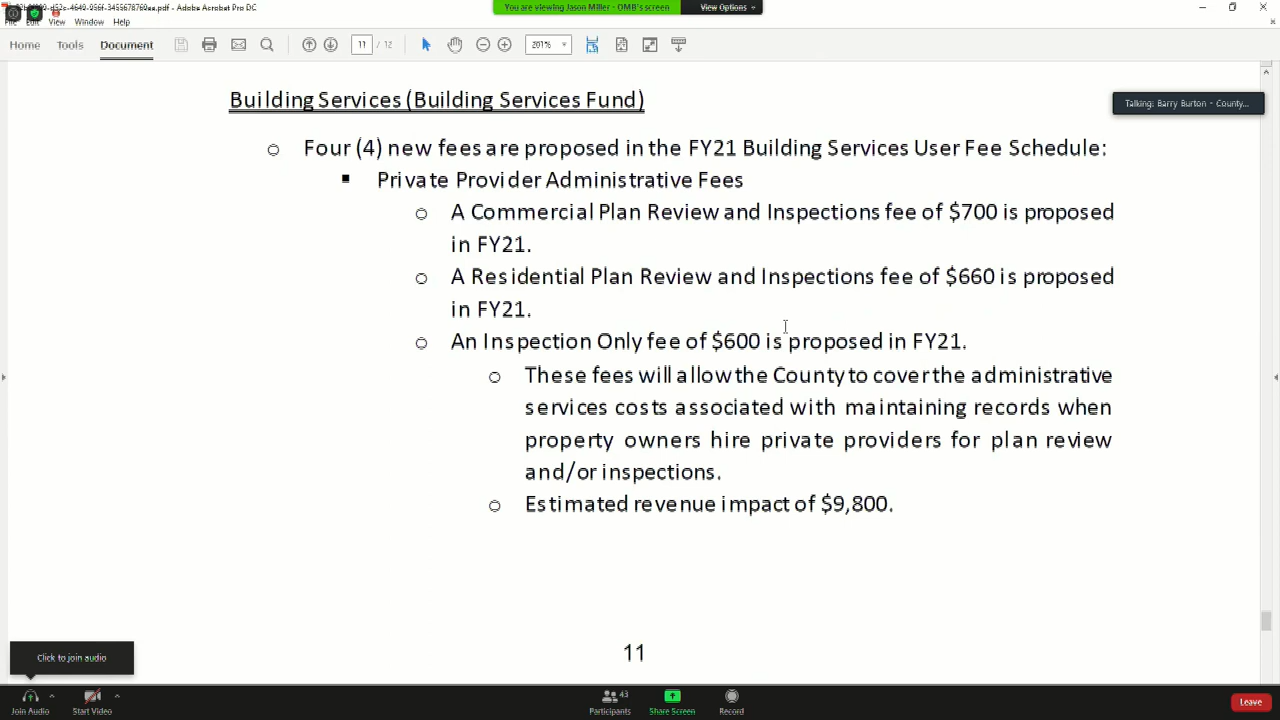 .pdf - Adobe Acrobat Pro DC
You are viewing Jason Miller - OMB's screen
View Options
File Edit View Window Help
Home Tools Document
11 / 12
201%
Talking: Barry Burton - County...
Building Services (Building Services Fund)
o Four (4) new fees are proposed in the FY21 Building Services User Fee Schedule:
▪ Private Provider Administrative Fees
o A Commercial Plan Review and Inspections fee of $700 is proposed
in FY21.
o A Residential Plan Review and Inspections fee of $660 is proposed
in FY21.
o An Inspection Only fee of $600 is proposed in FY21.
o These fees will allow the County to cover the administrative
services costs associated with maintaining records when
property owners hire private providers for plan review
and/or inspections.
o Estimated revenue impact of $9,800.
11
Click to join audio
Join Audio
Start Video
43
Participants
Share Screen
Record
Leave